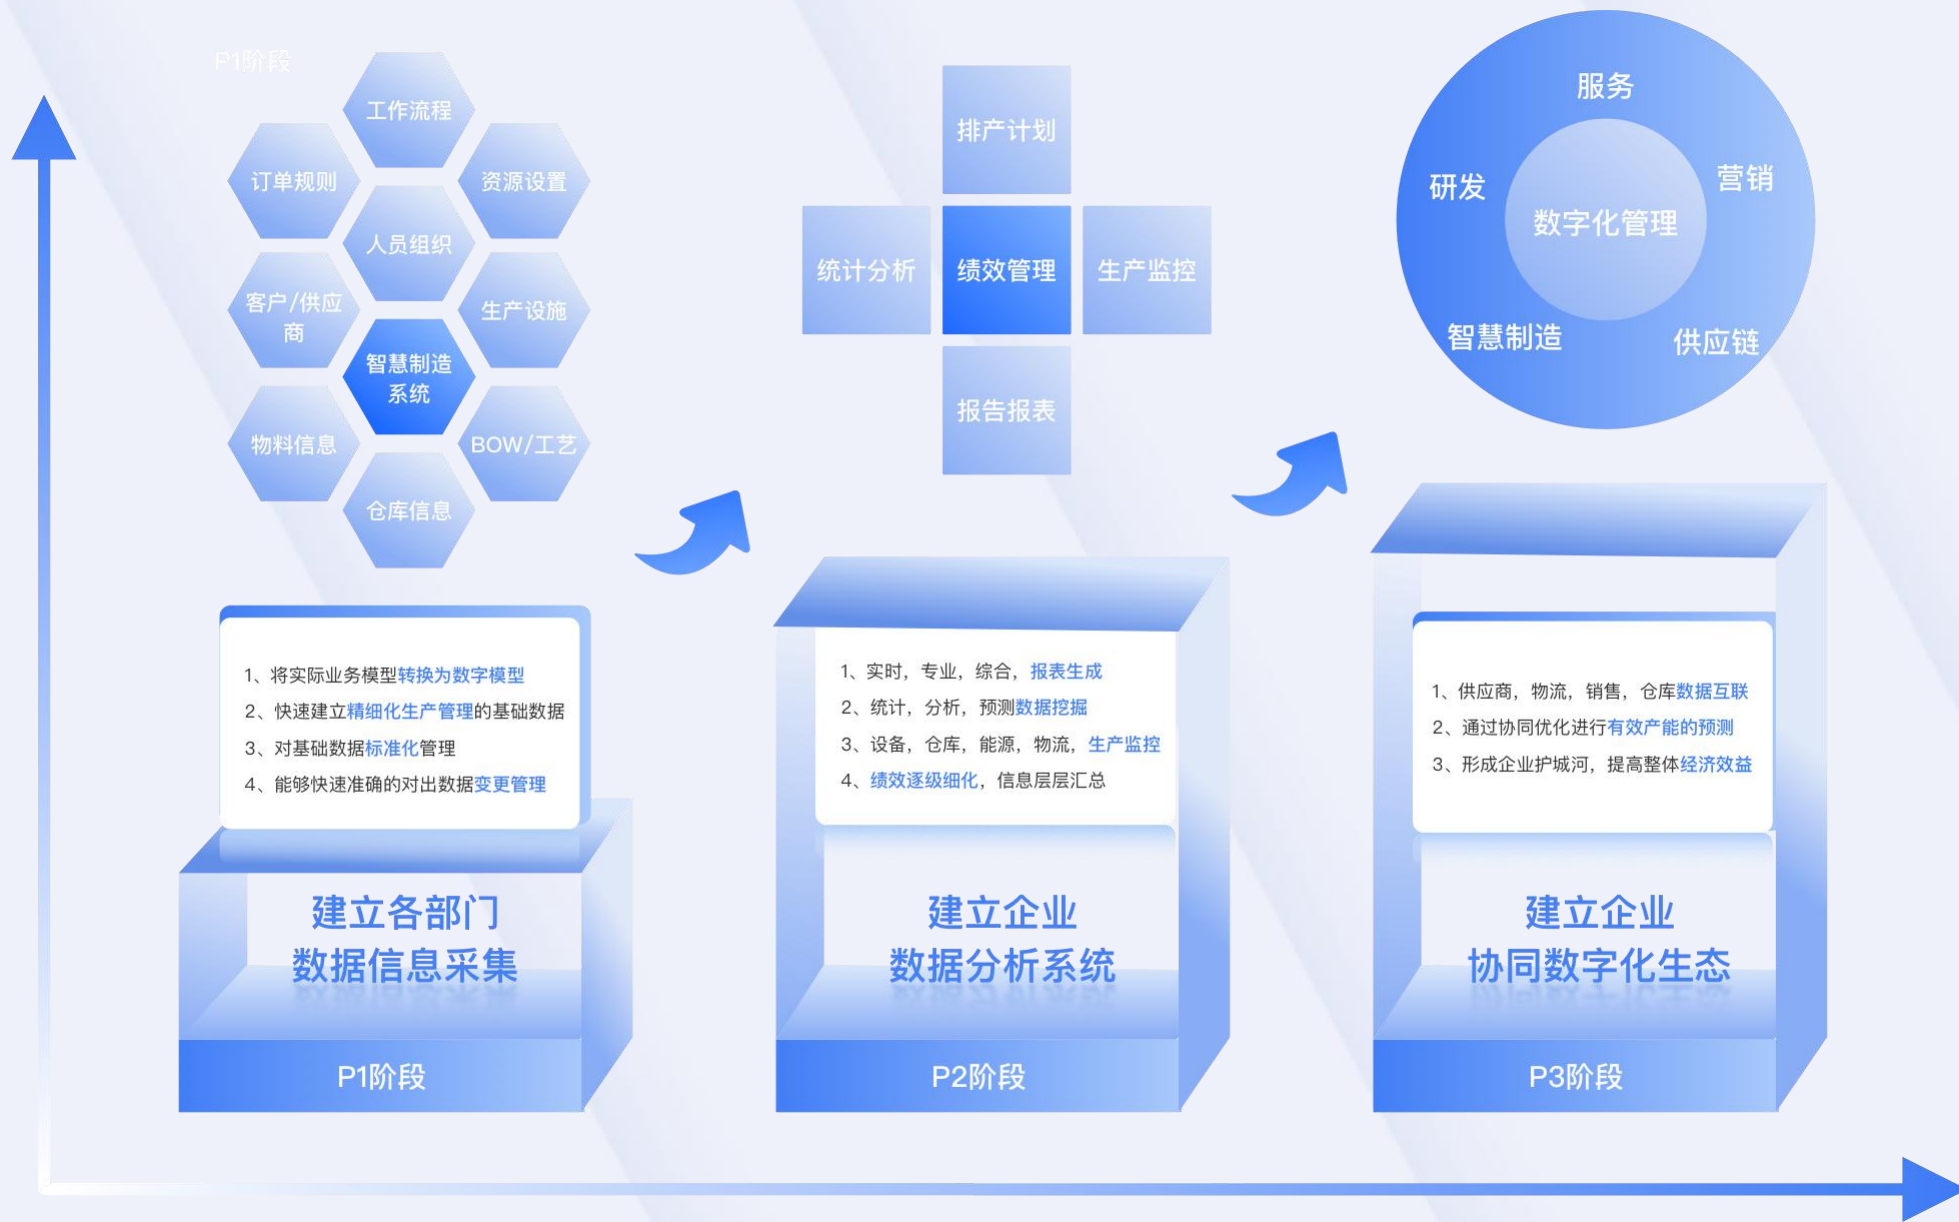 P1阶段
工作流程
订单规则
资源设置
人员组织
客户/供应
商
生产设施
智慧制造
系统
物料信息
BOW/工艺
仓库信息
1、将实际业务模型转换为数字模型
2、快速建立精细化生产管理的基础数据
3、对基础数据标准化管理
4、能够快速准确的对出数据变更管理
建立各部门
数据信息采集
P1阶段
排产计划
统计分析
绩效管理
生产监控
报告报表
1、实时，专业，综合，报表生成
2、统计，分析，预测数据挖掘
3、设备，仓库，能源，物流，生产监控
4、绩效逐级细化，信息层层汇总
建立企业
数据分析系统
P2阶段
服务
研发
营销
数字化管理
智慧制造
供应链
1、供应商，物流，销售，仓库数据互联
2、通过协同优化进行有效产能的预测
3、形成企业护城河，提高整体经济效益
建立企业
协同数字化生态
P3阶段